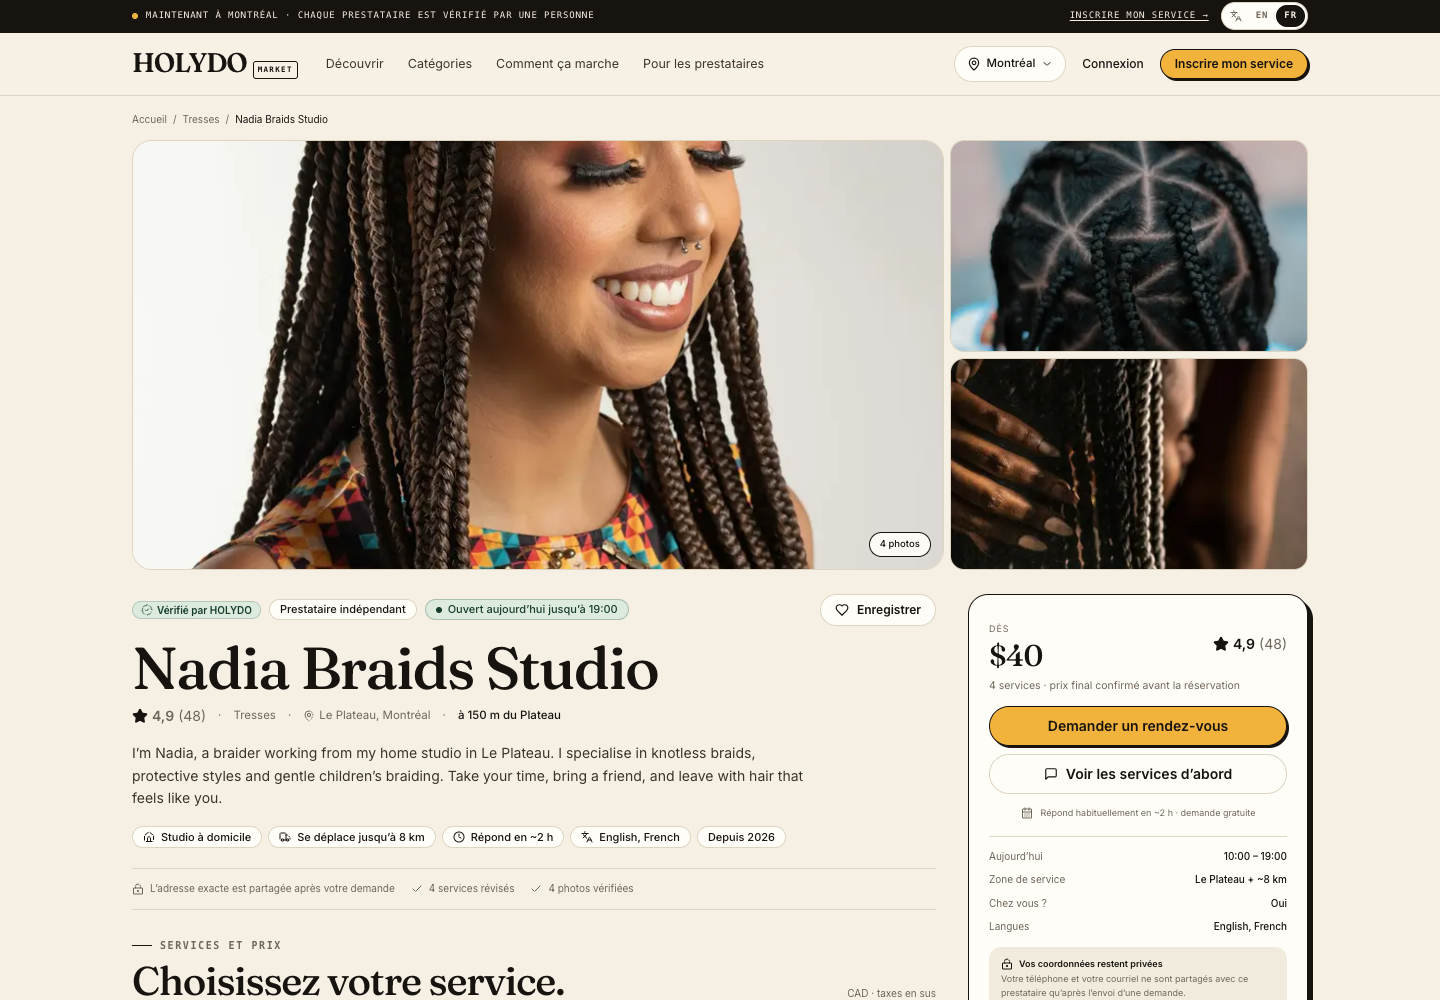 MAINTENANT À MONTRÉAL · CHAQUE PRESTATAIRE EST VÉRIFIÉ PAR UNE PERSONNE
INSCRIRE MON SERVICE →
EN FR
HOLYDO MARKET
Découvrir Catégories Comment ça marche Pour les prestataires
Montréal
Connexion
Inscrire mon service
Accueil / Tresses / Nadia Braids Studio
4 photos
Vérifié par HOLYDO
Prestataire indépendant
Ouvert aujourd’hui jusqu’à 19:00
Enregistrer
Nadia Braids Studio
4,9 (48) · Tresses · Le Plateau, Montréal · à 150 m du Plateau
I’m Nadia, a braider working from my home studio in Le Plateau. I specialise in knotless braids,
protective styles and gentle children’s braiding. Take your time, bring a friend, and leave with hair that
feels like you.
Studio à domicile
Se déplace jusqu’à 8 km
Répond en ~2 h
English, French
Depuis 2026
L’adresse exacte est partagée après votre demande
4 services révisés
4 photos vérifiées
SERVICES ET PRIX
Choisissez votre service.
CAD · taxes en sus
DÈS
$40
4,9 (48)
4 services · prix final confirmé avant la réservation
Demander un rendez-vous
Voir les services d’abord
Répond habituellement en ~2 h · demande gratuite
Aujourd’hui 10:00 – 19:00
Zone de service Le Plateau + ~8 km
Chez vous ? Oui
Langues English, French
Vos coordonnées restent privées
Votre téléphone et votre courriel ne sont partagés avec ce
prestataire qu’après l’envoi d’une demande.